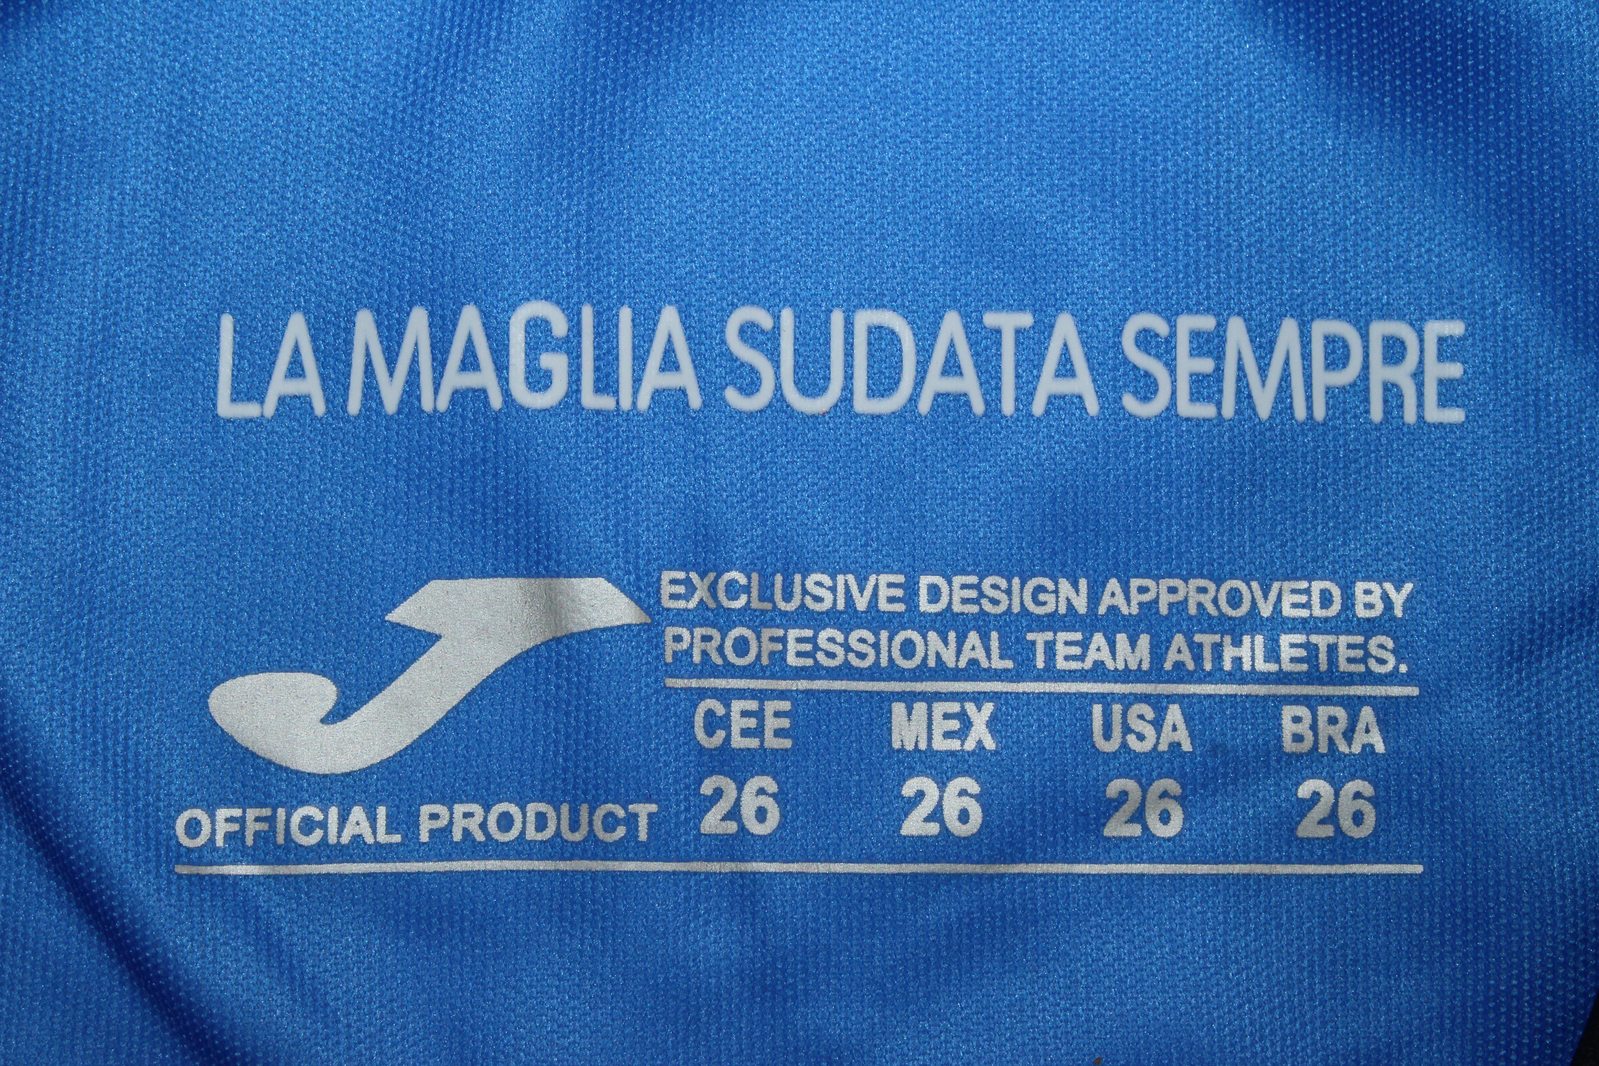 LA MAGLIA SUDATA SEMPRE
EXCLUSIVE DESIGN APPROVED BY
PROFESSIONAL TEAM ATHLETES.
CEE MEX USA BRA
26 26 26 26
OFFICIAL PRODUCT